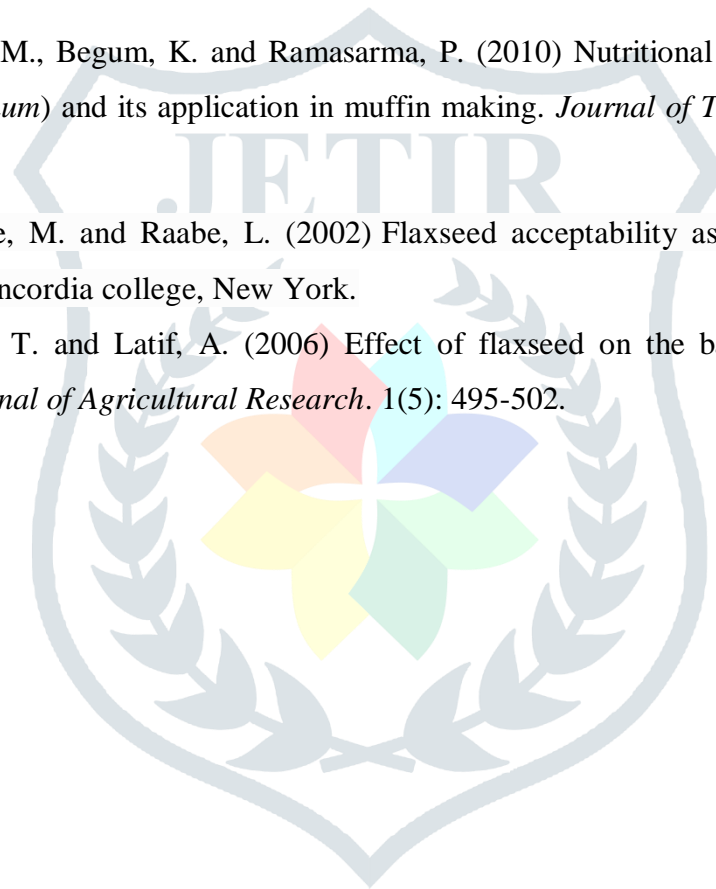 M., Begum, K. and Ramasarma, P. (2010) Nutritional
um) and its application in muffin making. Journal of T
JETIR
e, M. and Raabe, L. (2002) Flaxseed acceptability as
ncordia college, New York.
T. and Latif, A. (2006) Effect of flaxseed on the b
nal of Agricultural Research. 1(5): 495-502.